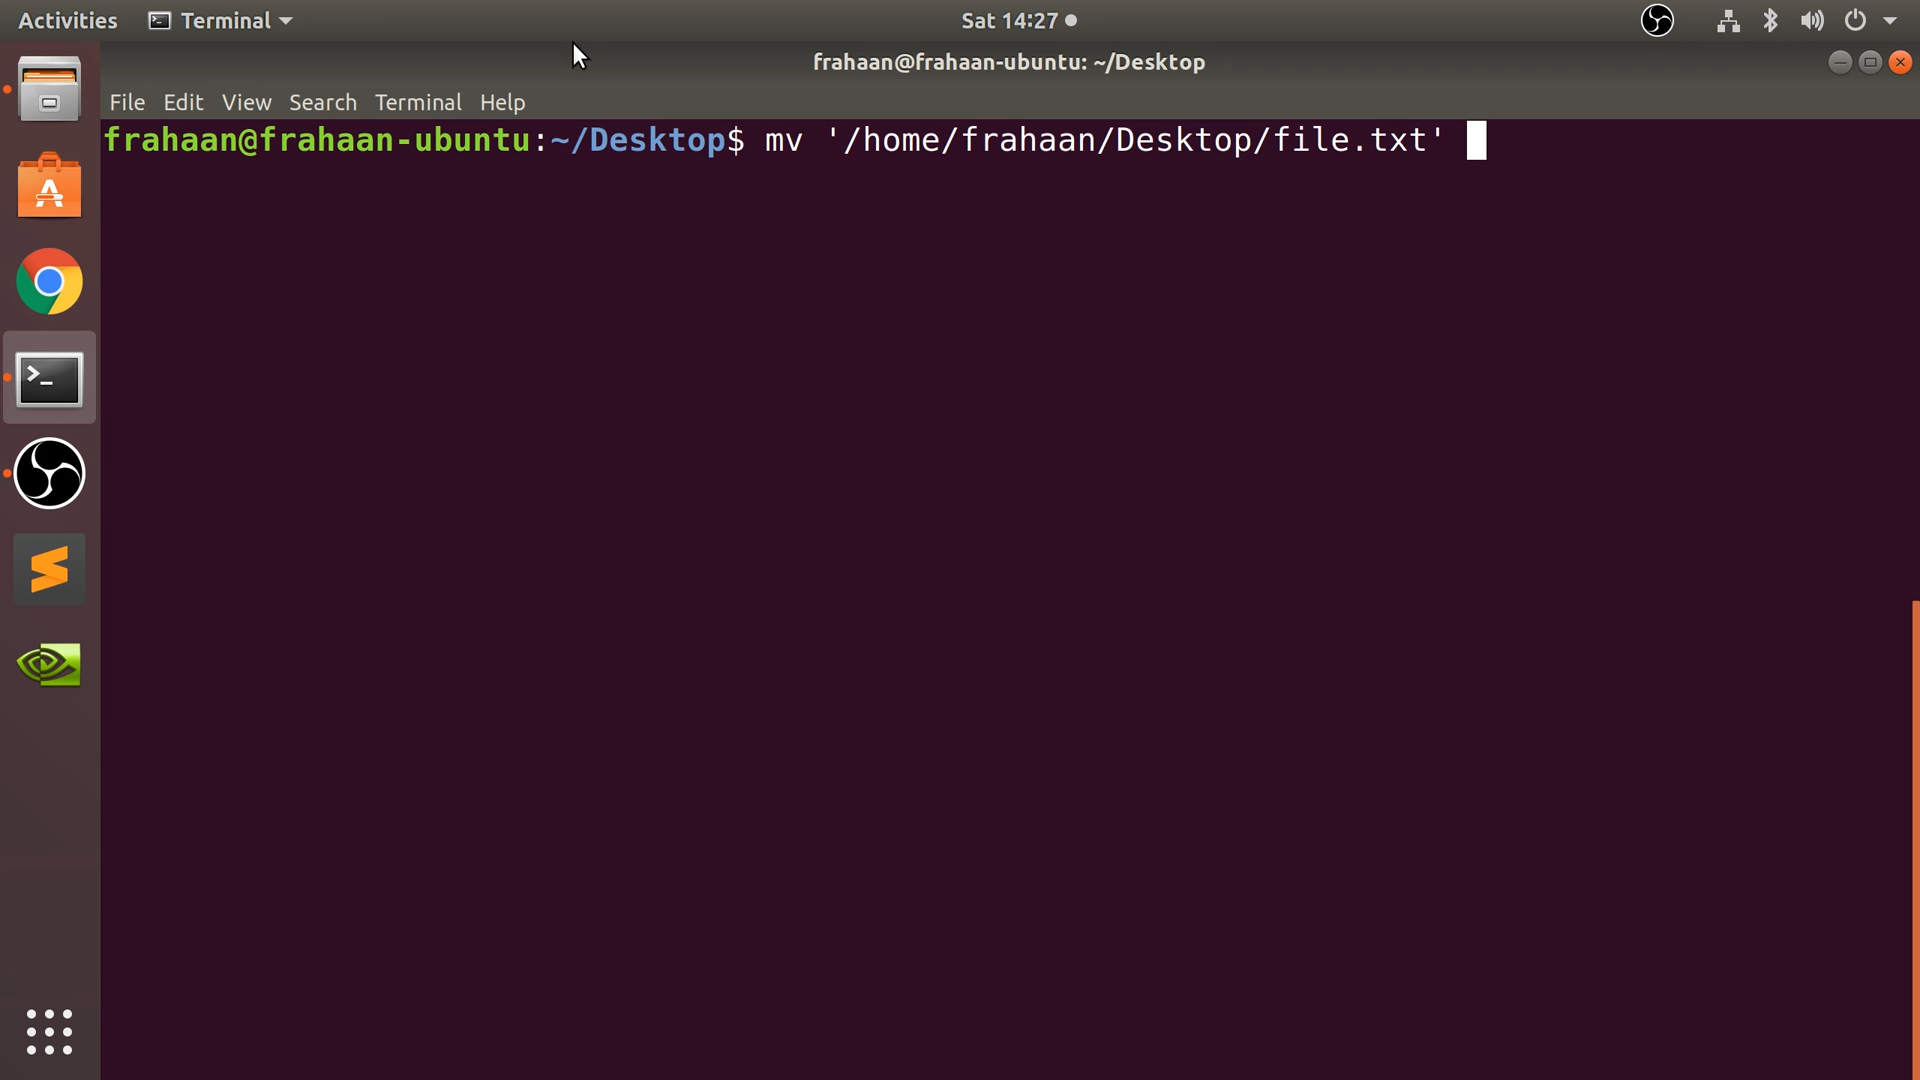 Activities Terminal Sat 14:27
frahaan@frahaan-ubuntu: ~/Desktop
File Edit View Search Terminal Help
frahaan@frahaan-ubuntu:~/Desktop$ mv '/home/frahaan/Desktop/file.txt'